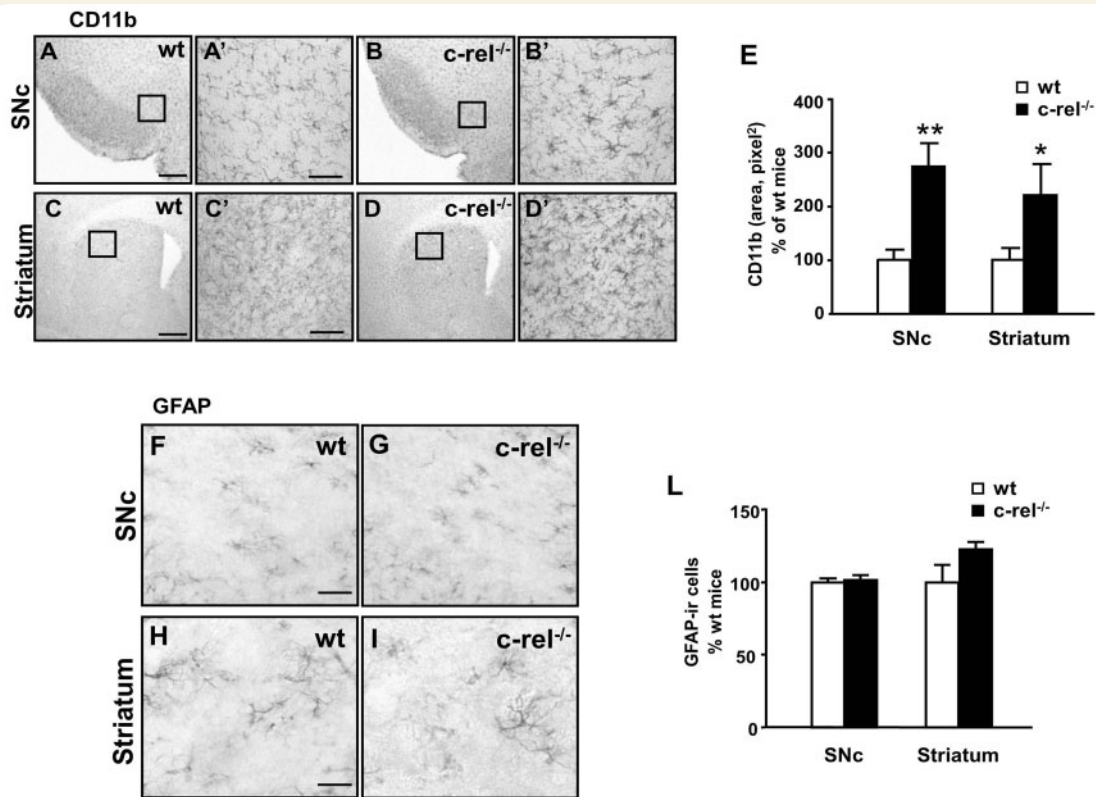 CD11b
SNc
A wt
A'
B c-rel-/-
B'
Striatum
C wt
C'
D c-rel-/-
D'
E
wt
c-rel-/-
CD11b (area, pixel²)
% of wt mice
400
300
200
100
0
**
*
SNc Striatum
GFAP
SNc
F wt
G c-rel-/-
Striatum
H wt
I c-rel-/-
L
wt
c-rel-/-
GFAP-ir cells
% wt mice
150
100
50
0
SNc Striatum